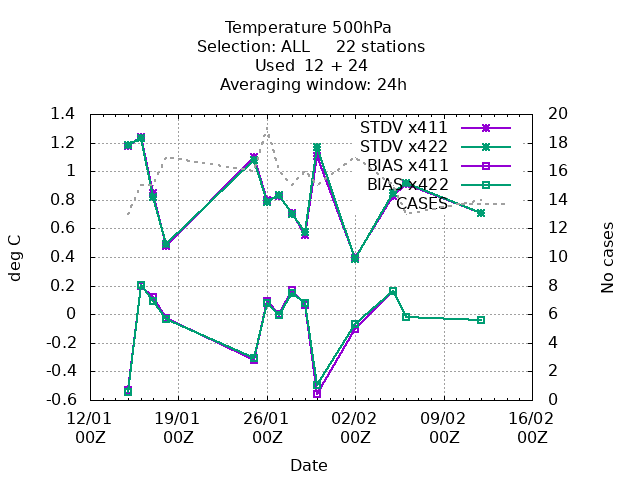 Temperature 500hPa
Selection: ALL     22 stations
Used  12 + 24
Averaging window: 24h
1.4
1.2
1
0.8
0.6
0.4
0.2
0
-0.2
-0.4
-0.6
deg C
20
18
16
14
12
10
8
6
4
2
0
No cases
STDV x411
STDV x422
BIAS x411
BIAS x422
CASES
12/01 19/01 26/01 02/02 09/02 16/02
00Z 00Z 00Z 00Z 00Z 00Z
Date